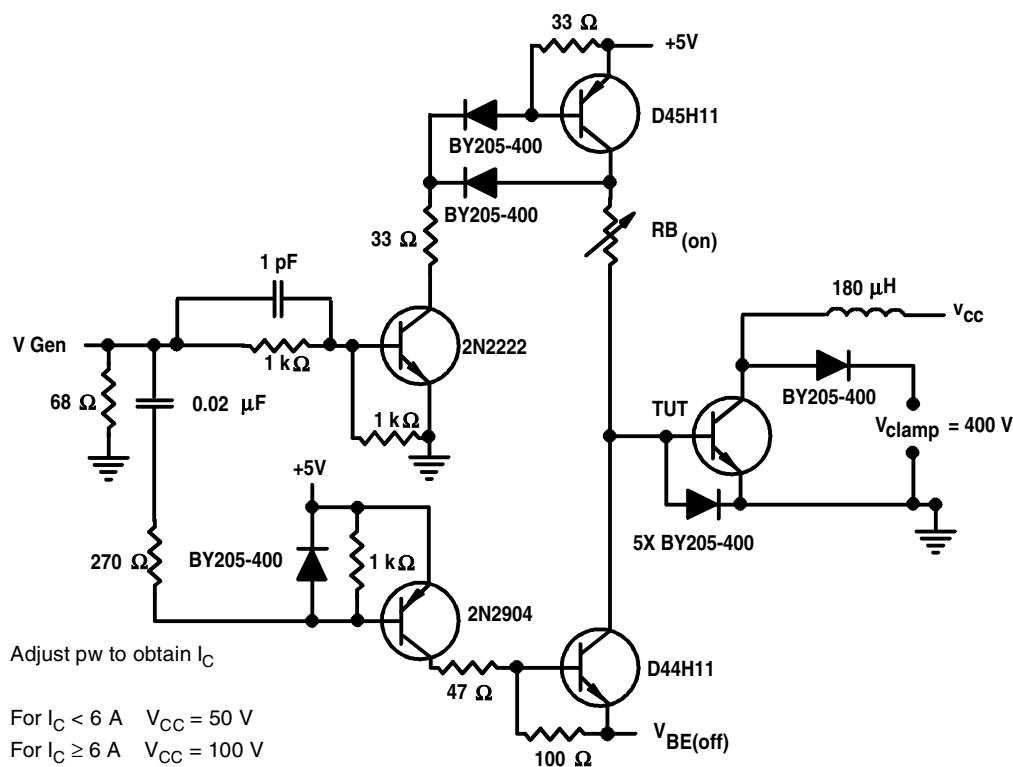 33 Ω
+5V
D45H11
BY205-400
BY205-400
33 Ω
RB(on)
1 pF
180 μH
vCC
V Gen
1 kΩ
2N2222
BY205-400
68 Ω
0.02 μF
1 kΩ
TUT
Vclamp = 400 V
+5V
5X BY205-400
270 Ω
BY205-400
1 kΩ
2N2904
Adjust pw to obtain IC
47 Ω
D44H11
For IC < 6 A VCC = 50 V
VBE(off)
For IC ≥ 6 A VCC = 100 V
100 Ω